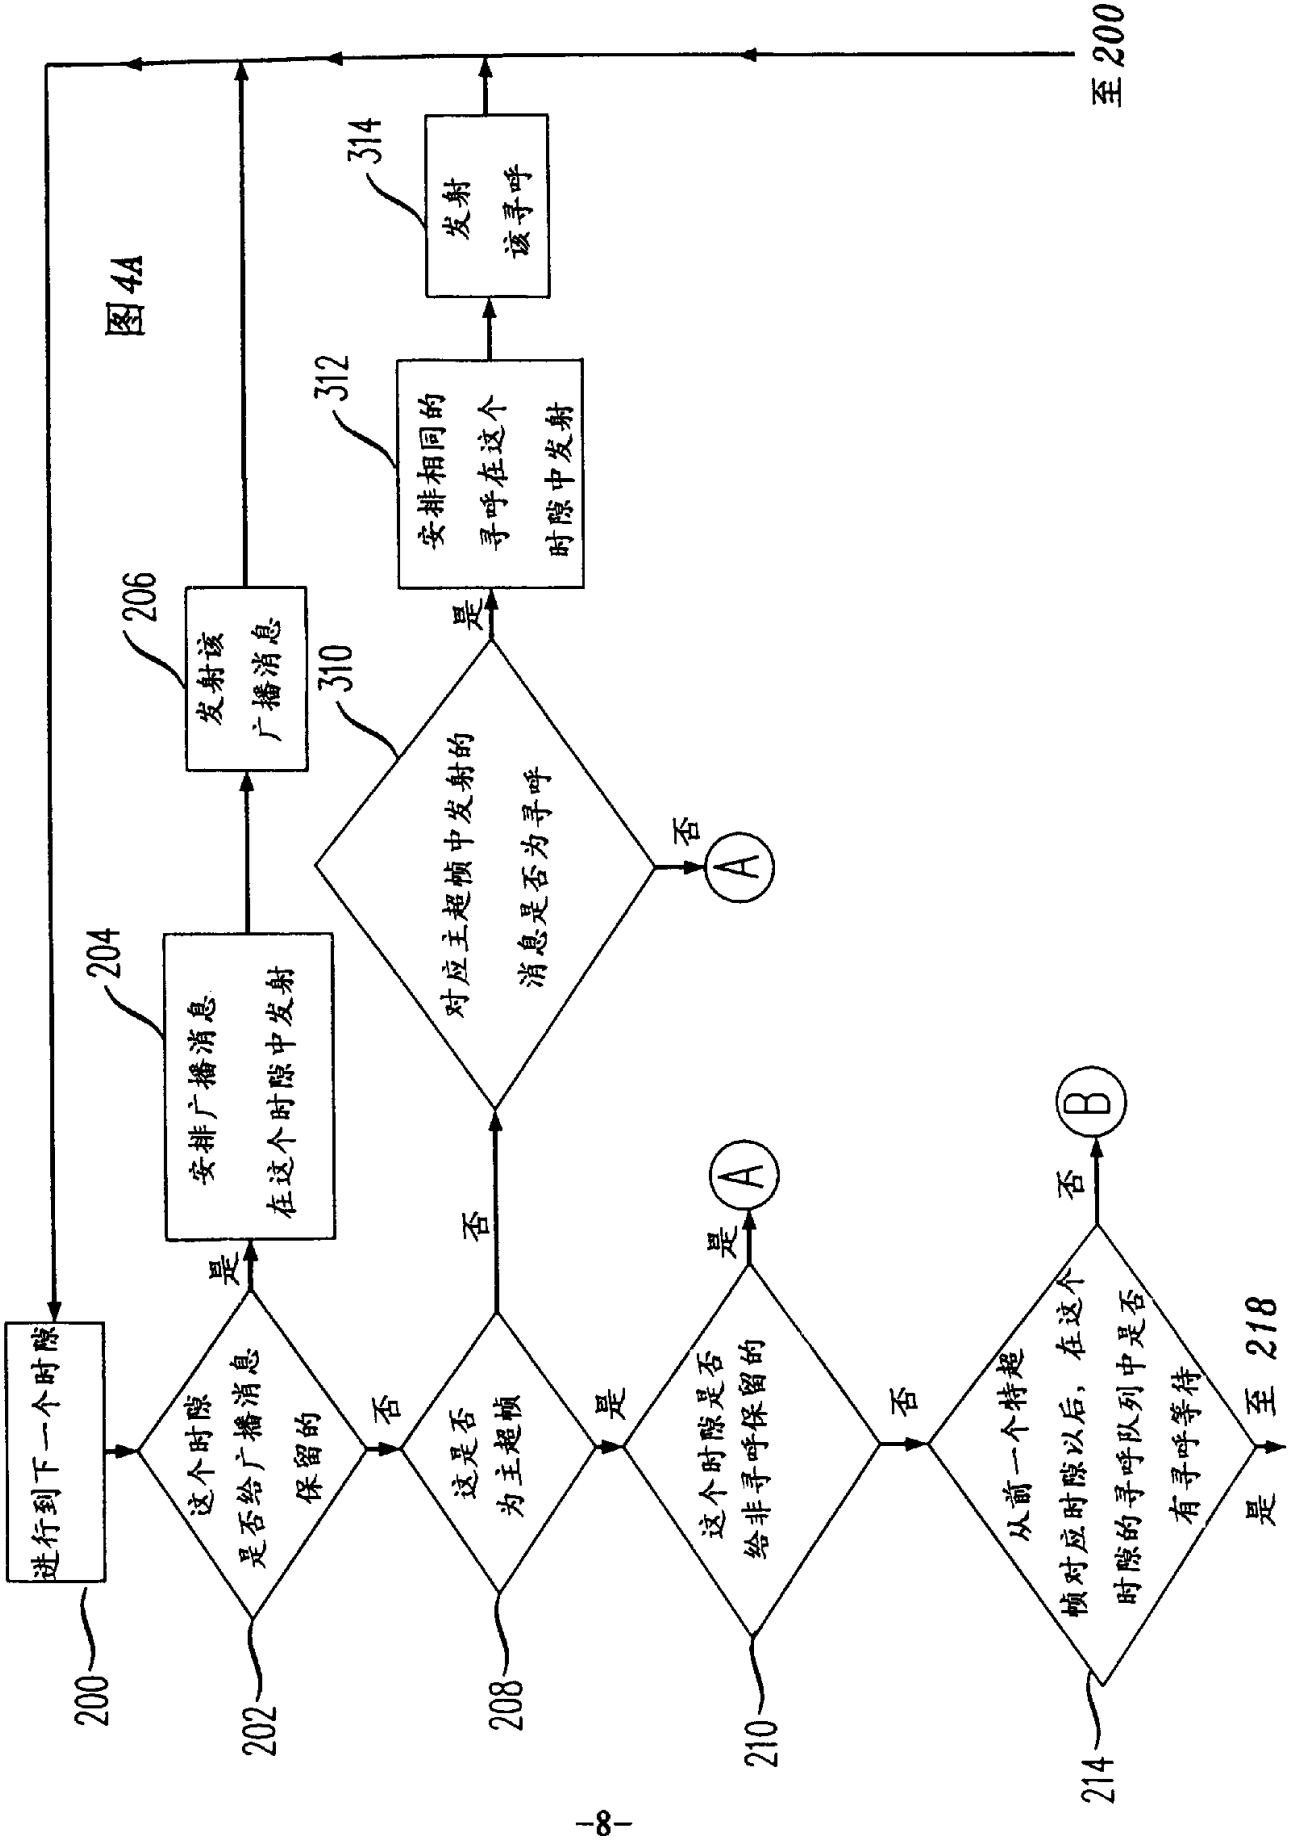 图4A
200
进行到下一个时隙
202
这个时隙
是否给广播消息
保留的
是
204
安排广播消息
在这个时隙中发射
206
发射该
广播消息
否
208
这是否
为主超帧
否
310
对应主超帧中发射的
消息是否为寻呼
是
312
安排相同的
寻呼在这个
时隙中发射
314
发射
该寻呼
否
A
是
210
这个时隙是否
给非寻呼保留的
是
A
否
214
从前一个特超
帧对应时隙以后，在这个
时隙的寻呼队列中是否
有寻呼等待
否
B
是
至 218
至 200
-8-